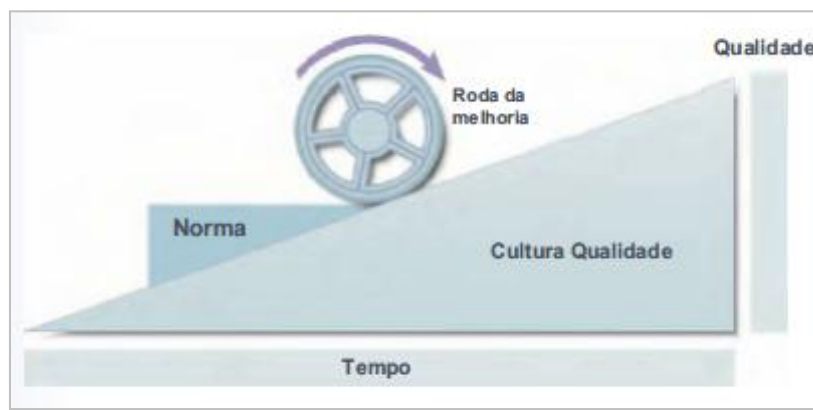 Qualidade
Roda da
melhoria
Norma
Cultura Qualidade
Tempo